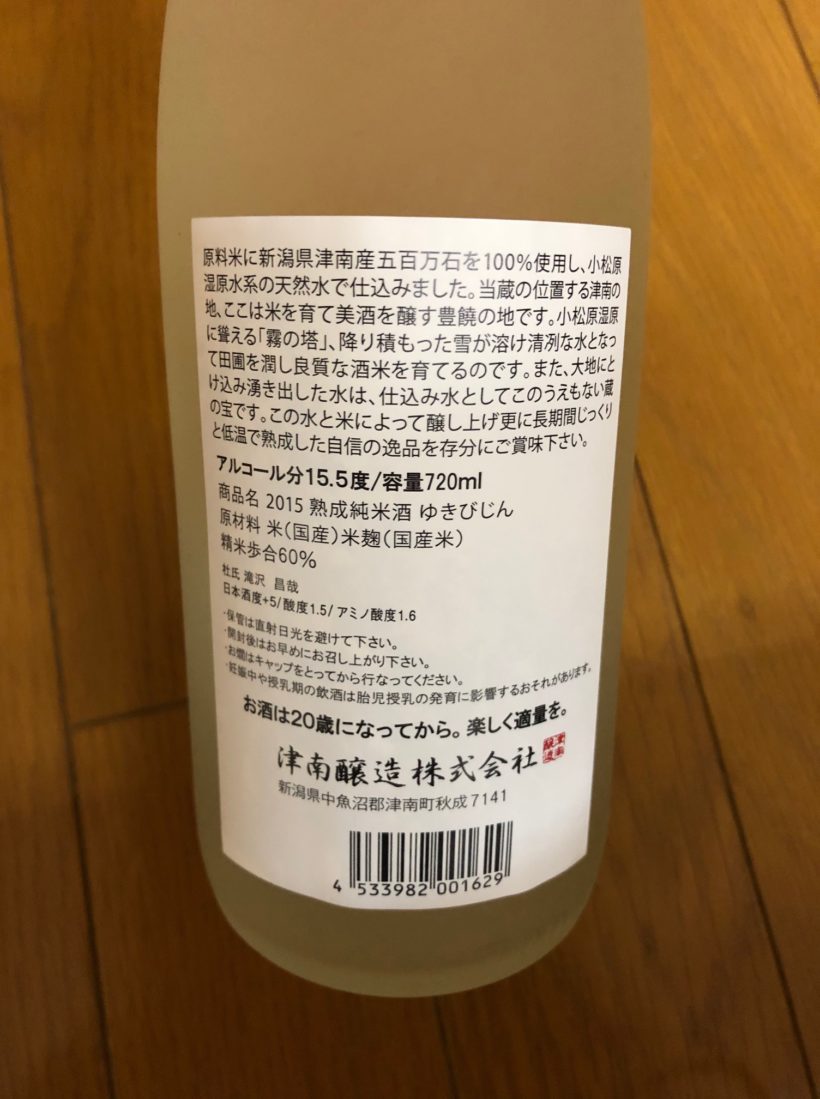 原料米に新潟県津南産五百万石を100%使用し、小松原
湿原水系の天然水で仕込みました。当蔵の位置する津南の
地、ここは米を育て美酒を醸す豊饒の地です。小松原湿原
に聳える「霧の塔」、降り積もった雪が溶け清冽な水となっ
て田圃を潤し良質な酒米を育てるのです。また、大地にと
け込み湧き出した水は、仕込み水としてこのうえもない蔵
の宝です。この水と米によって醸し上げ更に長期間じっくり
と低温で熟成した自信の逸品を存分にご賞味下さい。
アルコール分15.5度/容量720ml
商品名 2015 熟成純米酒 ゆきびじん
原材料 米(国産)米麹(国産米)
精米歩合60%
杜氏 滝沢 昌哉
日本酒度+5/酸度1.5/アミノ酸度1.6
・保管は直射日光を避けて下さい。
・開封後はお早めにお召し上がり下さい。
・お燗はキャップをとってから行なってください。
・妊娠中や授乳期の飲酒は胎児授乳の発育に影響するおそれがあります。
お酒は20歳になってから。楽しく適量を。
津南醸造株式会社
新潟県中魚沼郡津南町秋成7141
4 533982 001629